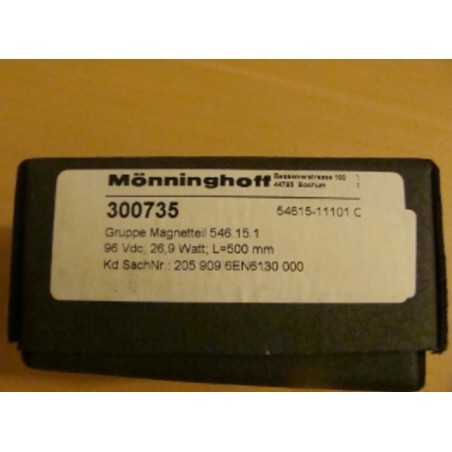 Mönninghoff
Bessemerstrasse 100
44793 Bochum
300735 54615-11101 C
Gruppe Magnetteil 546.15.1
96 Vdc; 26,9 Watt; L=500 mm
Kd.SachNr.: 205 909 6EN6130 000